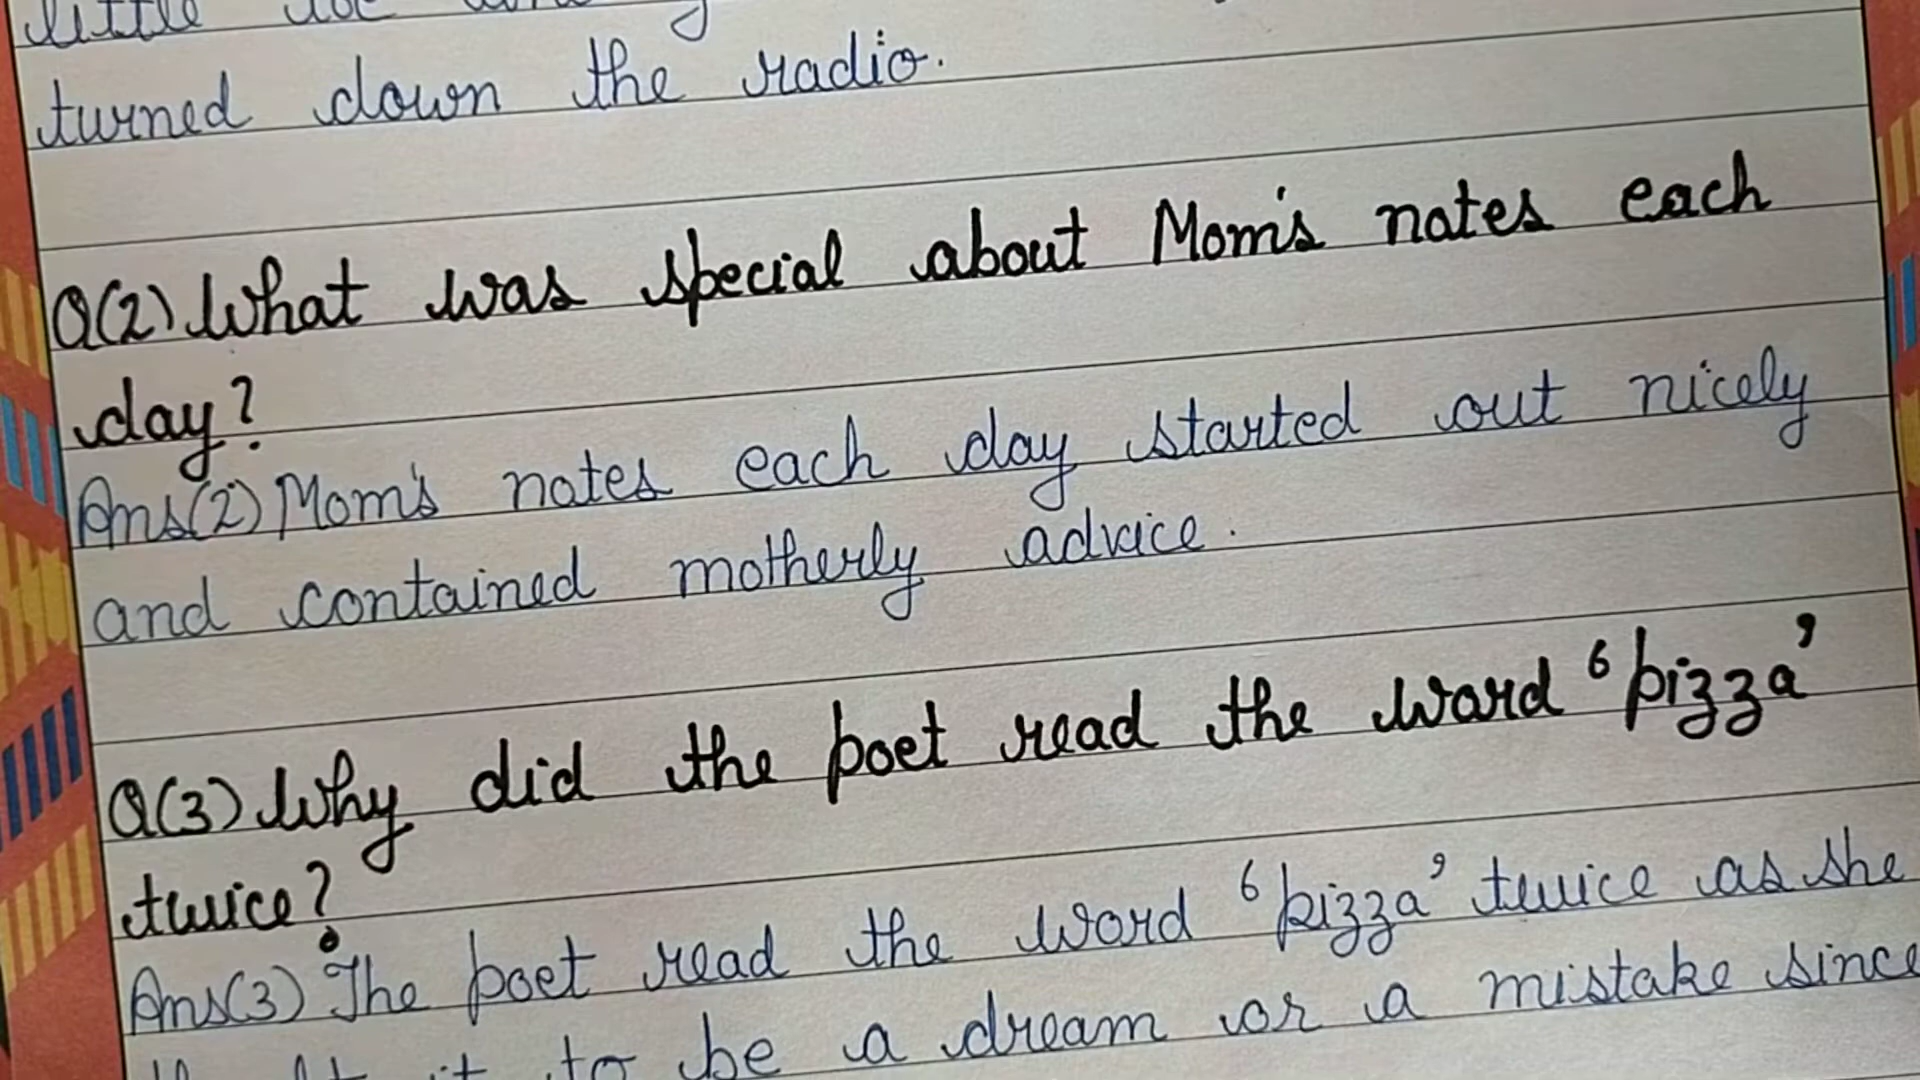 little
turned down the radio.
Q(2) What was special about Mom's notes each
day?
Ans(2) Mom's notes each day started out nicely
and contained motherly advice.
Q(3) Why did the poet read the word 'pizza'
twice?
Ans(3) The poet read the word 'pizza' twice as she
it to be a dream or a mistake since